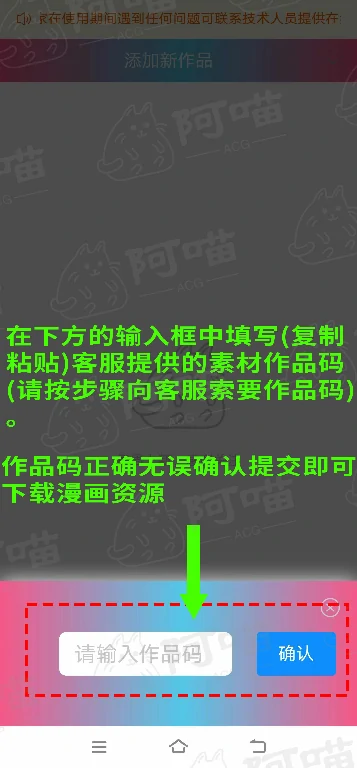 您在使用期间遇到任何问题可联系技术人员提供在
添加新作品
在下方的输入框中填写(复制
粘贴)客服提供的素材作品码
(请按步骤向客服索要作品码)
。
作品码正确无误确认提交即可
下载漫画资源
请输入作品码
确认
阿喵
ACG